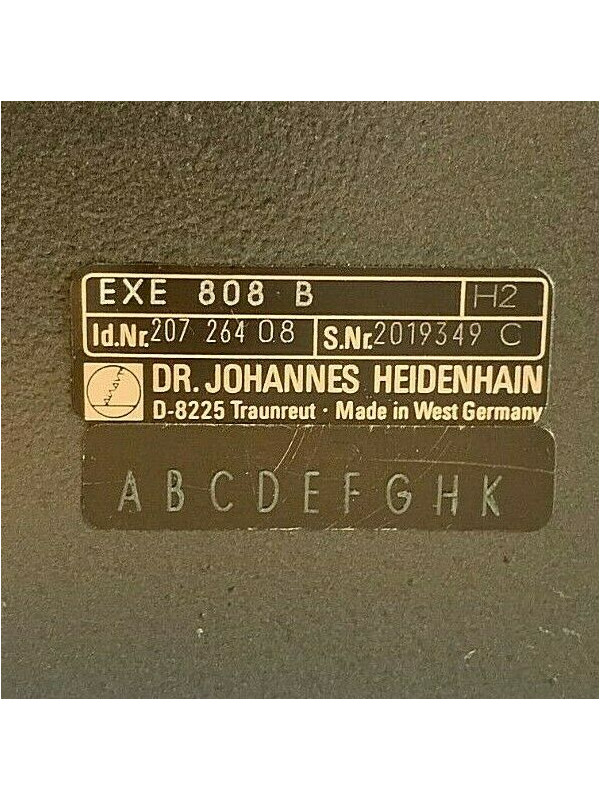 EXE 808 B H2
Id.Nr. 207 264 08 S.Nr. 2019349 C
DR. JOHANNES HEIDENHAIN
D-8225 Traunreut · Made in West Germany
ABCDEFGHK